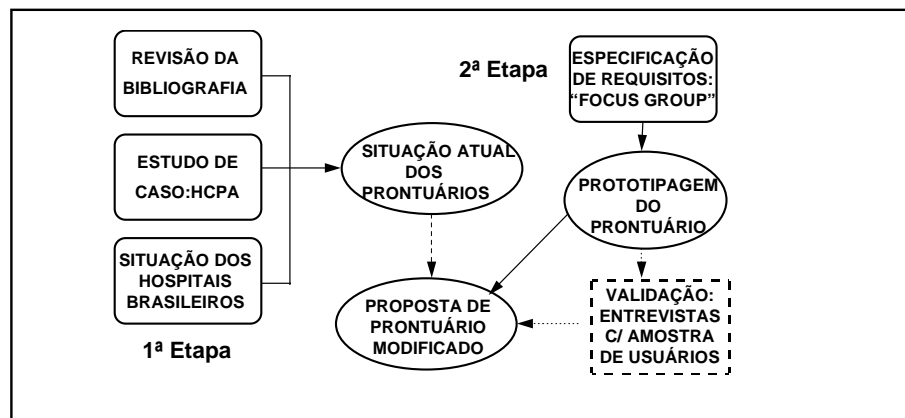 REVISÃO DA
BIBLIOGRAFIA
ESTUDO DE
CASO:HCPA
SITUAÇÃO DOS
HOSPITAIS
BRASILEIROS
1ª Etapa
SITUAÇÃO ATUAL
DOS
PRONTUÁRIOS
PROPOSTA DE
PRONTUÁRIO
MODIFICADO
2ª Etapa
ESPECIFICAÇÃO
DE REQUISITOS:
“FOCUS GROUP”
PROTOTIPAGEM
DO
PRONTUÁRIO
VALIDAÇÃO:
ENTREVISTAS
C/ AMOSTRA
DE USUÁRIOS